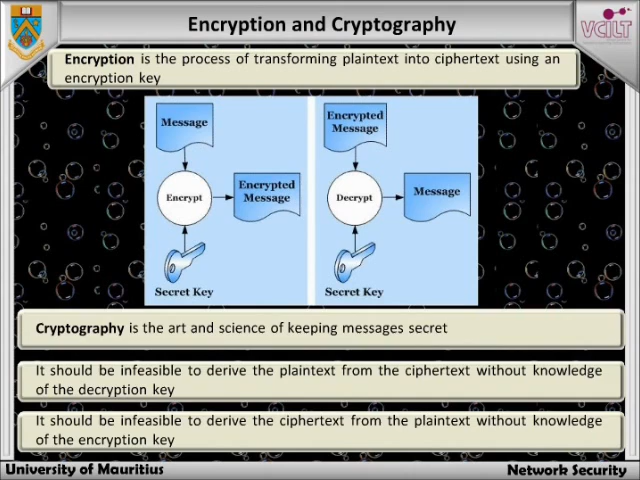 Encryption and Cryptography
VCILT
Encryption is the process of transforming plaintext into ciphertext using an
encryption key
Message
Encrypt
Encrypted
Message
Secret Key
Encrypted
Message
Decrypt
Message
Secret Key
Cryptography is the art and science of keeping messages secret
It should be infeasible to derive the plaintext from the ciphertext without knowledge
of the decryption key
It should be infeasible to derive the ciphertext from the plaintext without knowledge
of the encryption key
University of Mauritius
Network Security